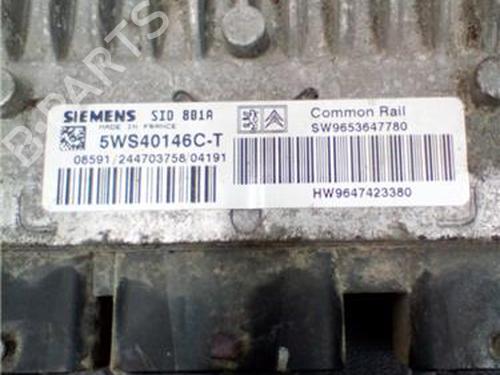 B-PARTS
SIEMENS SID 801A
MADE IN FRANCE
5WS40146C-T
08591/244703758/04191
Common Rail
SW9653647780
HW9647423380